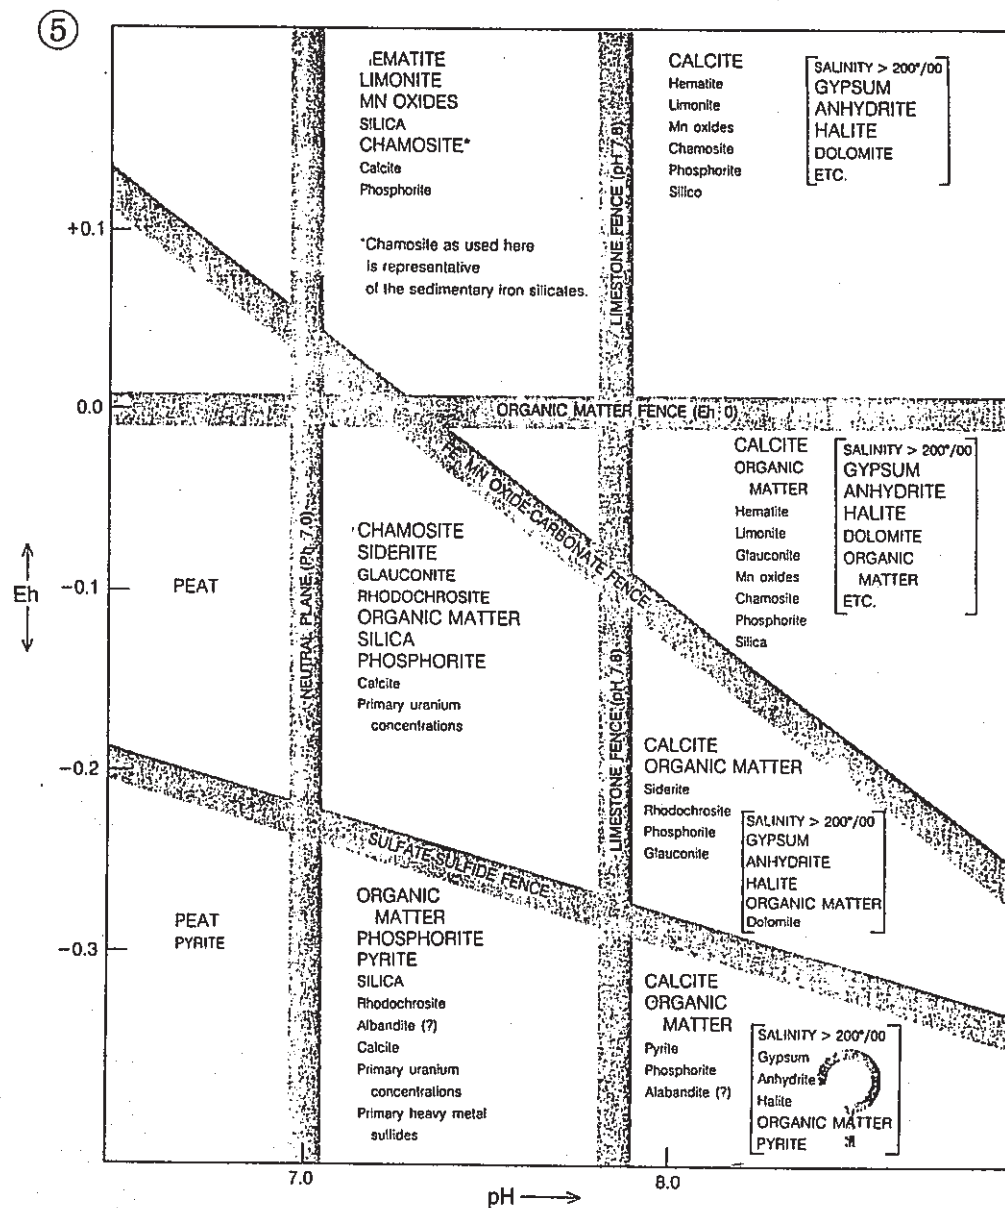 5
,EMATITE
LIMONITE
MN OXIDES
SILICA
CHAMOSITE*
Calcite
Phosphorite
*Chamosite as used here
is representative
of the sedimentary iron silicates.
CALCITE
Hematite
Limonite
Mn oxides
Chamosite
Phosphorite
Silico
SALINITY > 200°/00
GYPSUM
ANHYDRITE
HALITE
DOLOMITE
ETC.
LIMESTONE FENCE (pH 7.8)
+0.1
0.0
−0.1
−0.2
−0.3
Eh
ORGANIC MATTER FENCE (Eh 0)
FE, MN OXIDE-CARBONATE FENCE
NEUTRAL PLANE (Ph 7.0)
PEAT
CHAMOSITE
SIDERITE
GLAUCONITE
RHODOCHROSITE
ORGANIC MATTER
SILICA
PHOSPHORITE
Calcite
Primary uranium
concentrations
CALCITE
ORGANIC
MATTER
Hematite
Limonite
Glauconite
Mn oxides
Chamosite
Phosphorite
Silica
SALINITY > 200°/00
GYPSUM
ANHYDRITE
HALITE
DOLOMITE
ORGANIC
MATTER
ETC.
LIMESTONE FENCE (pH 7.8)
CALCITE
ORGANIC MATTER
Siderite
Rhodochrosite
Phosphorite
Glauconite
SALINITY > 200°/00
GYPSUM
ANHYDRITE
HALITE
ORGANIC MATTER
Dolomite
SULFATE-SULFIDE FENCE
PEAT
PYRITE
ORGANIC
MATTER
PHOSPHORITE
PYRITE
SILICA
Rhodochrosite
Albandite (?)
Calcite
Primary uranium
concentrations
Primary heavy metal
sulfides
CALCITE
ORGANIC
MATTER
Pyrite
Phosphorite
Alabandite (?)
SALINITY > 200°/00
Gypsum
Anhydrite
Halite
ORGANIC MATTER
PYRITE
?
7.0
8.0
pH